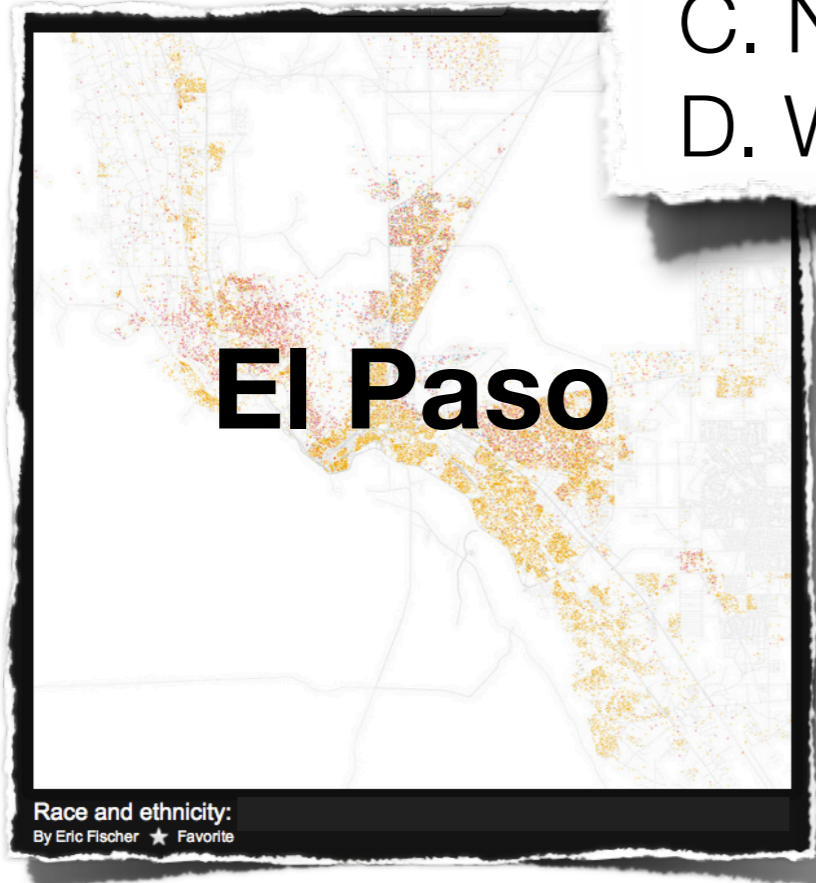 C.
D.
El Paso
Race and ethnicity:
By Eric Fischer ★ Favorite